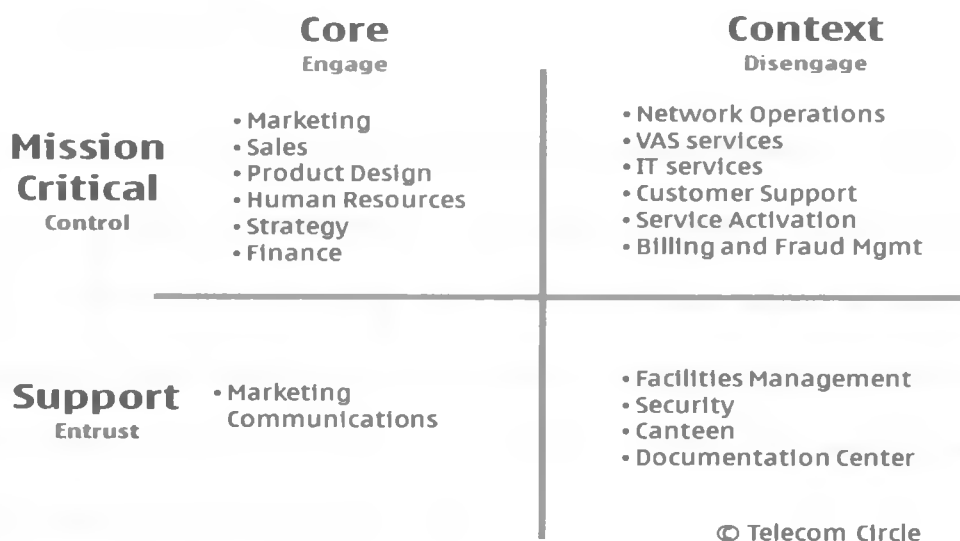 Core
Engage
Context
Disengage
Mission
Critical
Control
• Marketing
• Sales
• Product Design
• Human Resources
• Strategy
• Finance
• Network Operations
• VAS services
• IT services
• Customer Support
• Service Activation
• Billing and Fraud Mgmt
Support
Entrust
• Marketing
Communications
• Facilities Management
• Security
• Canteen
• Documentation Center
© Telecom Circle